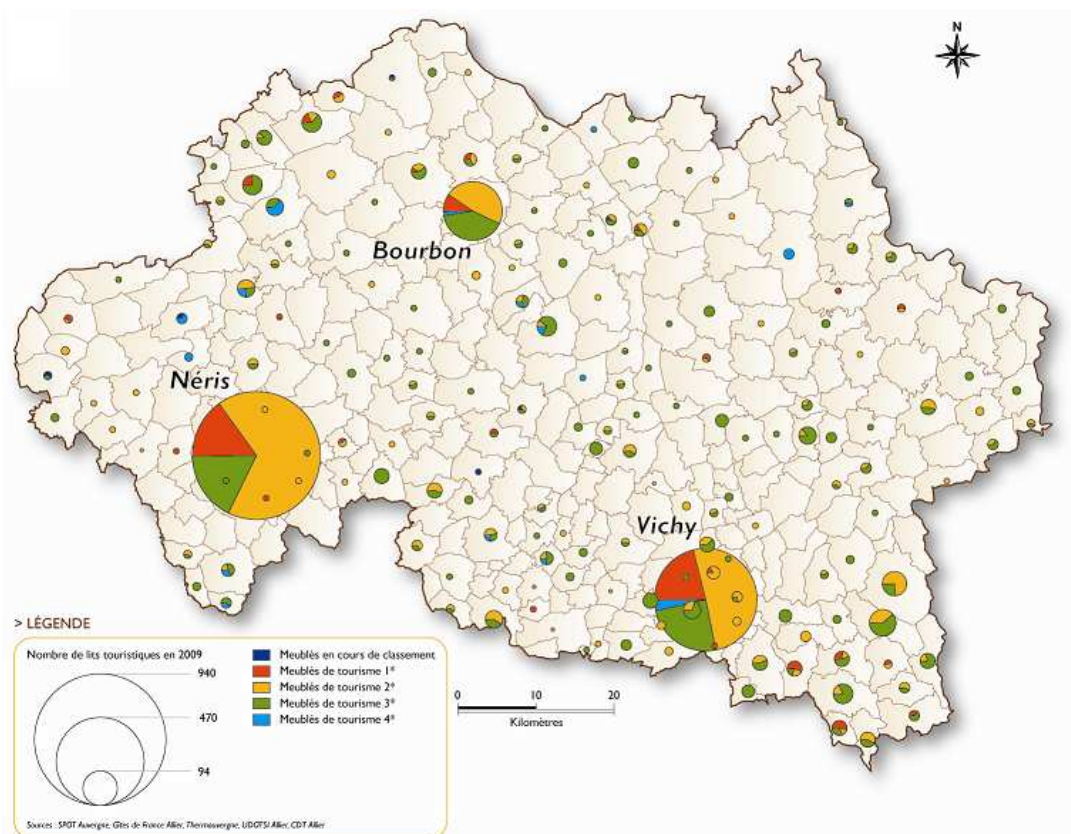 N
Bourbon
Néris
Vichy
> LÉGENDE
Nombre de lits touristiques en 2009
940
470
94
Meublés en cours de classement
Meublés de tourisme 1*
Meublés de tourisme 2*
Meublés de tourisme 3*
Meublés de tourisme 4*
0 10 20
Kilomètres
Sources : SPOT Auvergne, Gîtes de France Allier, Thermauvergne, UDOTSI Allier, CDT Allier